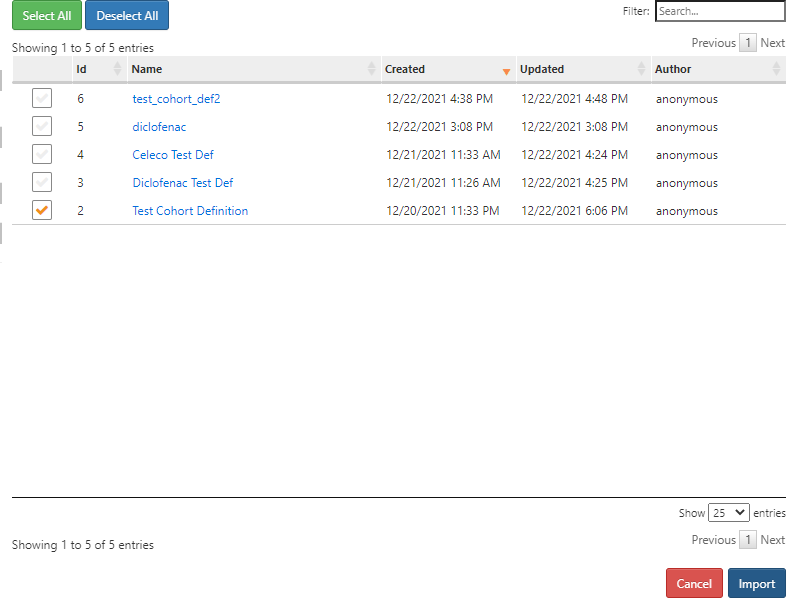 Select All Deselect All Filter: Search...
Showing 1 to 5 of 5 entries Previous 1 Next
Id Name Created Updated Author
6 test_cohort_def2 12/22/2021 4:38 PM 12/22/2021 4:48 PM anonymous
5 diclofenac 12/22/2021 3:08 PM 12/22/2021 3:08 PM anonymous
4 Celeco Test Def 12/21/2021 11:33 AM 12/22/2021 4:24 PM anonymous
3 Diclofenac Test Def 12/21/2021 11:26 AM 12/22/2021 4:25 PM anonymous
2 Test Cohort Definition 12/20/2021 11:33 PM 12/22/2021 6:06 PM anonymous
Show 25 entries
Showing 1 to 5 of 5 entries Previous 1 Next
Cancel Import